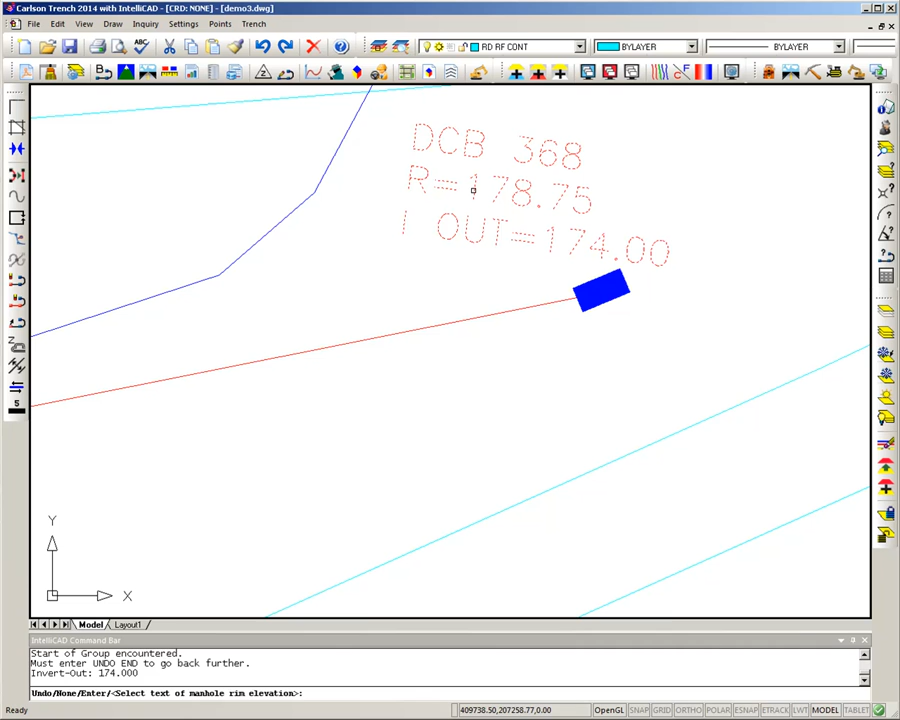 Carlson Trench 2014 with IntelliCAD - [CRD: NONE] - [demo3.dwg]
File Edit View Draw Inquiry Settings Points Trench
RD RF CONT BYLAYER BYLAYER
DCB 368
R=178.75
I OUT=174.00
5
Y
X
Model Layout1
IntelliCAD Command Bar
Start of Group encountered.
Must enter UNDO END to go back further.
Invert-Out: 174.000
Undo/None/Enter/<Select text of manhole rim elevation>:
Ready 409738.50,207258.77,0.00 OpenGL SNAP GRID ORTHO POLAR ESNAP ETRACK LWT MODEL TABLET